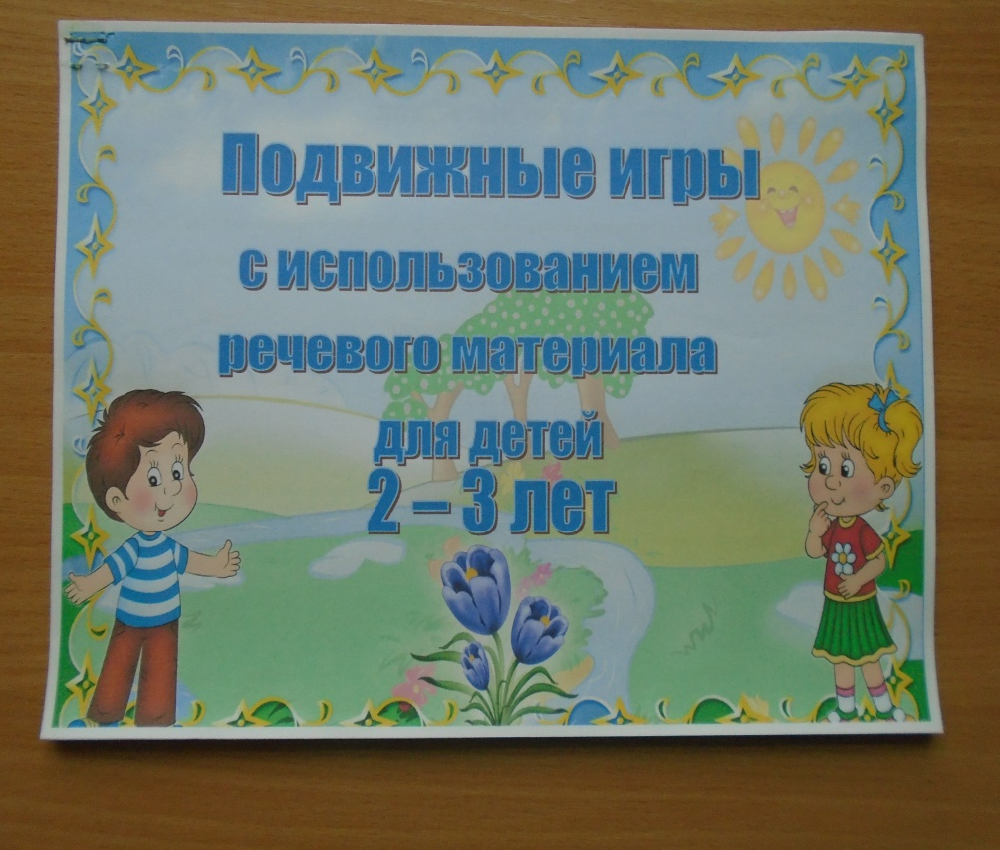 Подвижные игры
с использованием
речевого материала
для детей
2 – 3 лет